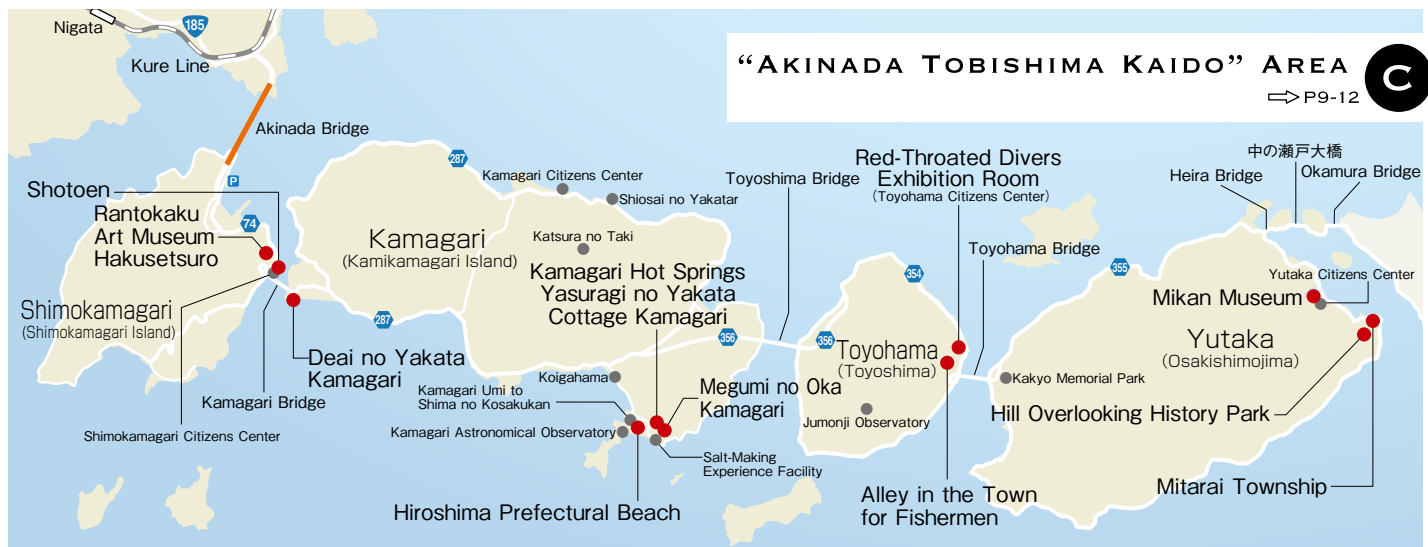 Nigata
185
Kure Line
"AKINADA TOBISHIMA KAIDO" AREA
C
⇨ P9-12
Akinada Bridge
P
Shotoen
Rantokaku
Art Museum
Hakusetsuro
74
Shimokamagari
(Shimokamagari Island)
Kamagari Bridge
Shimokamagari Citizens Center
Deai no Yakata
Kamagari
287
Kamagari
(Kamikamagari Island)
287
Kamagari Citizens Center
Shiosai no Yakatar
Katsura no Taki
Kamagari Hot Springs
Yasuragi no Yakata
Cottage Kamagari
Koigahama
Kamagari Umi to
Shima no Kosakukan
Kamagari Astronomical Observatory
Hiroshima Prefectural Beach
Megumi no Oka
Kamagari
Salt-Making
Experience Facility
356
Toyoshima Bridge
356
Red-Throated Divers
Exhibition Room
(Toyohama Citizens Center)
354
Toyohama
(Toyoshima)
Jumonji Observatory
Alley in the Town
for Fishermen
Toyohama Bridge
355
Kakyo Memorial Park
中の瀬戸大橋
Heira Bridge
Okamura Bridge
Yutaka Citizens Center
Mikan Museum
Yutaka
(Osakishimojima)
Hill Overlooking History Park
Mitarai Township